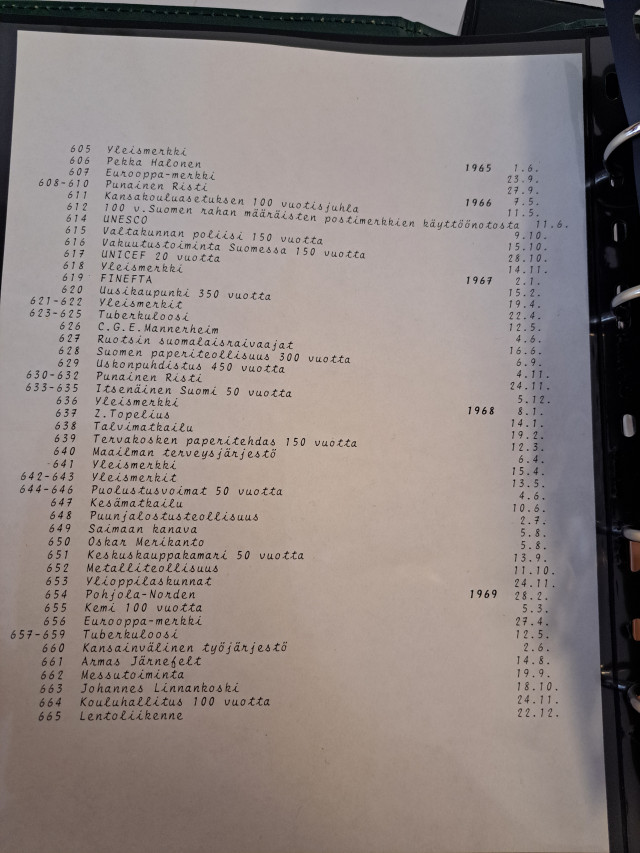 605 Yleismerkki 1965 1.6.
606 Pekka Halonen 23.9.
607 Eurooppa-merkki 27.9.
608-610 Punainen Risti 1966 7.5.
611 Kansakouluasetuksen 100 vuotisjuhla 11.5.
612 100 v.Suomen rahan määräisten postimerkkien käyttöönotosta 11.6.
614 UNESCO 9.10.
615 Valtakunnan poliisi 150 vuotta 15.10.
616 Vakuutustoiminta Suomessa 150 vuotta 28.10.
617 UNICEF 20 vuotta 14.11.
618 Yleismerkki 1967 2.1.
619 FINEFTA 15.2.
620 Uusikaupunki 350 vuotta 19.4.
621-622 Yleismerkit 22.4.
623-625 Tuberkuloosi 12.5.
626 C.G.E.Mannerheim 4.6.
627 Ruotsin suomalaisraivaajat 16.6.
628 Suomen paperiteollisuus 300 vuotta 6.9.
629 Uskonpuhdistus 450 vuotta 4.11.
630-632 Punainen Risti 24.11.
633-635 Itsenäinen Suomi 50 vuotta 5.12.
636 Yleismerkki 1968 8.1.
637 Z.Topelius 14.1.
638 Talvimatkailu 19.2.
639 Tervakosken paperitehdas 150 vuotta 12.3.
640 Maailman terveysjärjestö 6.4.
641 Yleismerkki 15.4.
642-643 Yleismerkit 13.5.
644-646 Puolustusvoimat 50 vuotta 4.6.
647 Kesämatkailu 10.6.
648 Puunjalostusteollisuus 2.7.
649 Saimaan kanava 5.8.
650 Oskar Merikanto 5.8.
651 Keskuskauppakamari 50 vuotta 13.9.
652 Metalliteollisuus 11.10.
653 Ylioppilaskunnat 24.11.
654 Pohjola-Norden 1969 28.2.
655 Kemi 100 vuotta 5.3.
656 Eurooppa-merkki 27.4.
657-659 Tuberkuloosi 12.5.
660 Kansainvälinen työjärjestö 2.6.
661 Armas Järnefelt 14.8.
662 Messutoiminta 19.9.
663 Johannes Linnankoski 18.10.
664 Kouluhallitus 100 vuotta 24.11.
665 Lentoliikenne 22.12.